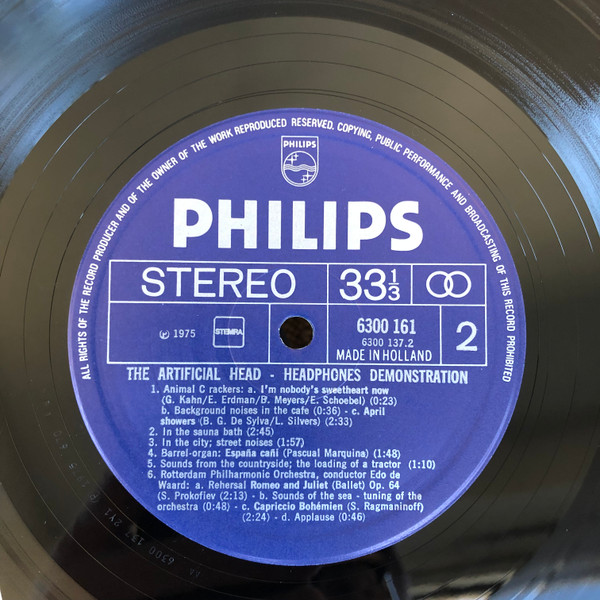 ALL RIGHTS OF THE RECORD PRODUCER AND OF THE OWNER OF THE WORK REPRODUCED RESERVED. COPYING, PUBLIC PERFORMANCE AND BROADCASTING OF THIS RECORD PROHIBITED
PHILIPS
PHILIPS
STEREO 33⅓
℗ 1975 STEMRA 6300 161
6300 137.2
MADE IN HOLLAND 2
THE ARTIFICIAL HEAD - HEADPHONES DEMONSTRATION
1. Animal C rackers: a. I'm nobody's sweetheart now
(G. Kahn/E. Erdman/B. Meyers/E. Schoebel) (0:23)
b. Background noises in the cafe (0:36) - c. April
showers (B. G. De Sylva/L. Silvers) (2:33)
2. In the sauna bath (2:45)
3. In the city; street noises (1:57)
4. Barrel-organ: España cañi (Pascual Marquina) (1:48)
5. Sounds from the countryside; the loading of a tractor (1:10)
6. Rotterdam Philharmonic Orchestra, conductor Edo de
Waard: a. Rehersal Romeo and Juliet (Ballet) Op. 64
(S. Prokofiev) (2:13) - b. Sounds of the sea - tuning of the
orchestra (0:48) - c. Capriccio Bohémien (S. Ragmaninoff)
(2:24) - d. Applause (0:46)